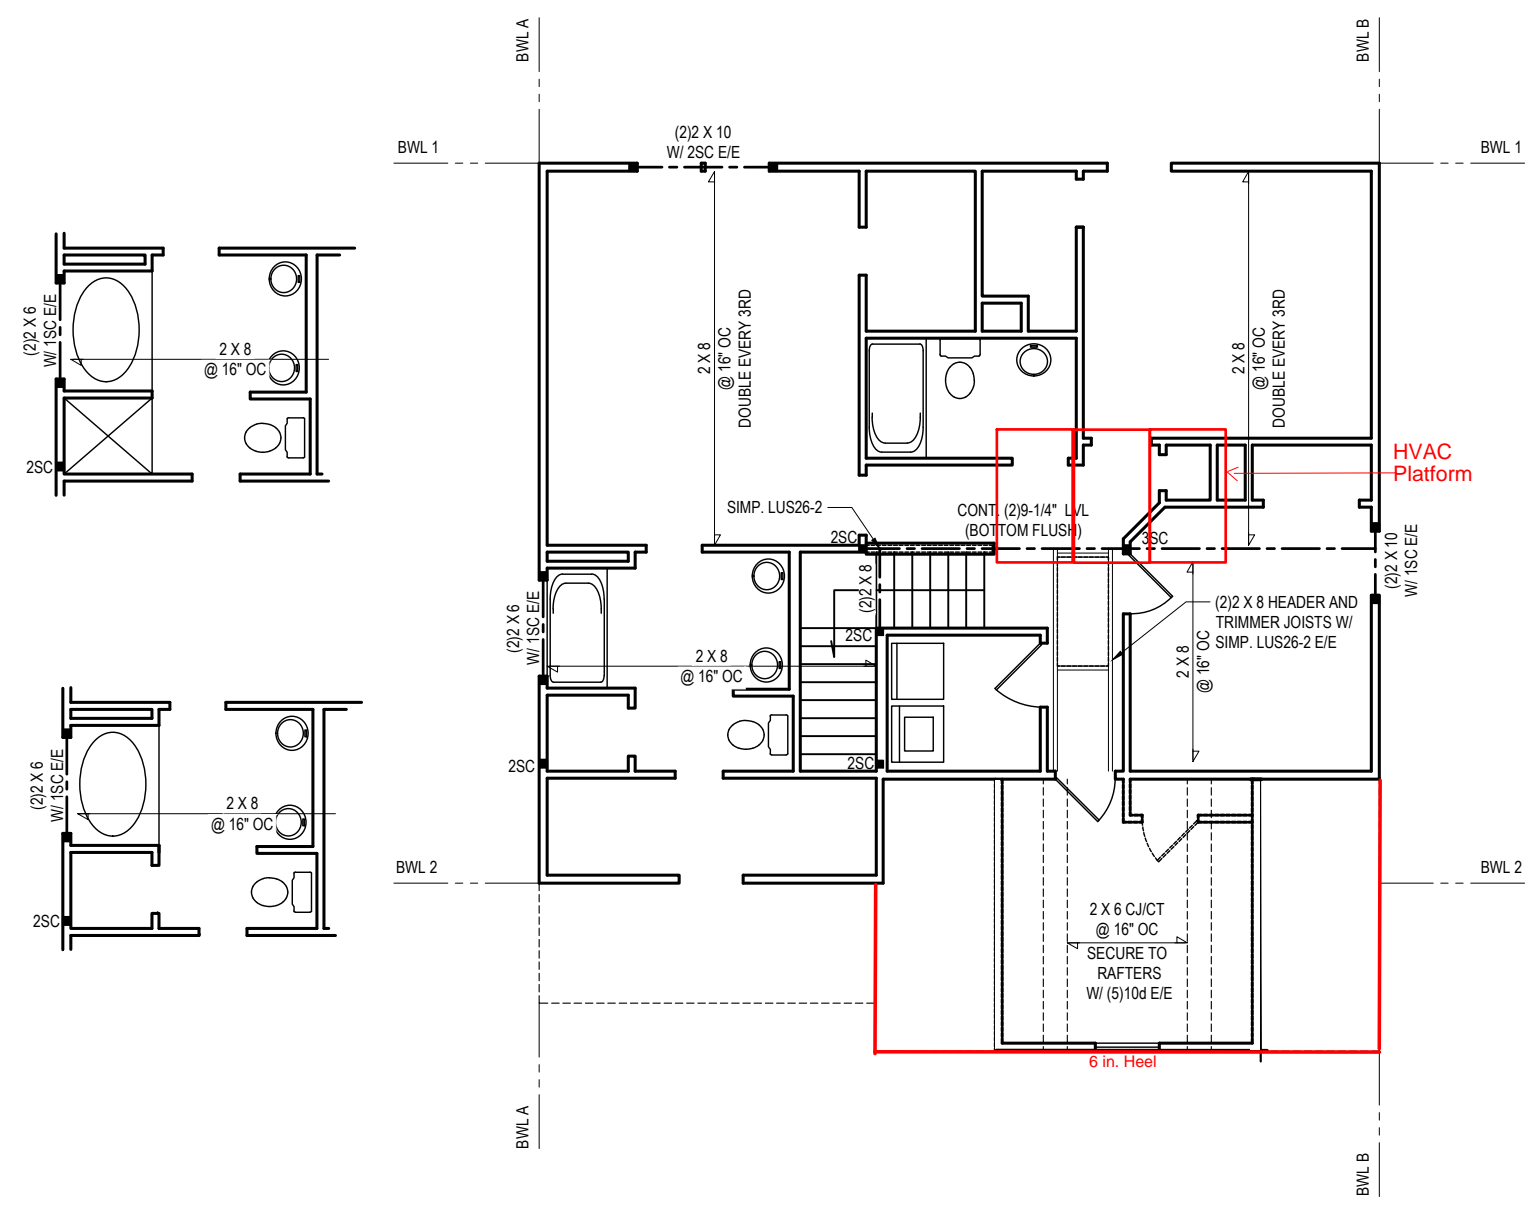 BWL A
BWL B
BWL 1
(2)2 X 10
W/ 2SC E/E
BWL 1
(2)2 X 6
W/ 1SC E/E
2 X 8
@ 16" OC
2SC
2 X 8
@ 16" OC
DOUBLE EVERY 3RD
2 X 8
@ 16" OC
DOUBLE EVERY 3RD
HVAC
Platform
SIMP. LUS26-2
CONT. (2)9-1/4" LVL
(BOTTOM FLUSH)
2SC
3SC
(2)2 X 10
W/ 1SC E/E
(2)2 X 8
(2)2 X 6
W/ 1SC E/E
2SC
2 X 8
@ 16" OC
(2)2 X 8 HEADER AND
TRIMMER JOISTS W/
SIMP. LUS26-2 E/E
2 X 8
@ 16" OC
2SC
2SC
(2)2 X 6
W/ 1SC E/E
2 X 8
@ 16" OC
2SC
BWL 2
BWL 2
2 X 6 CJ/CT
@ 16" OC
SECURE TO
RAFTERS
W/ (5)10d E/E
6 in. Heel
BWL A
BWL B